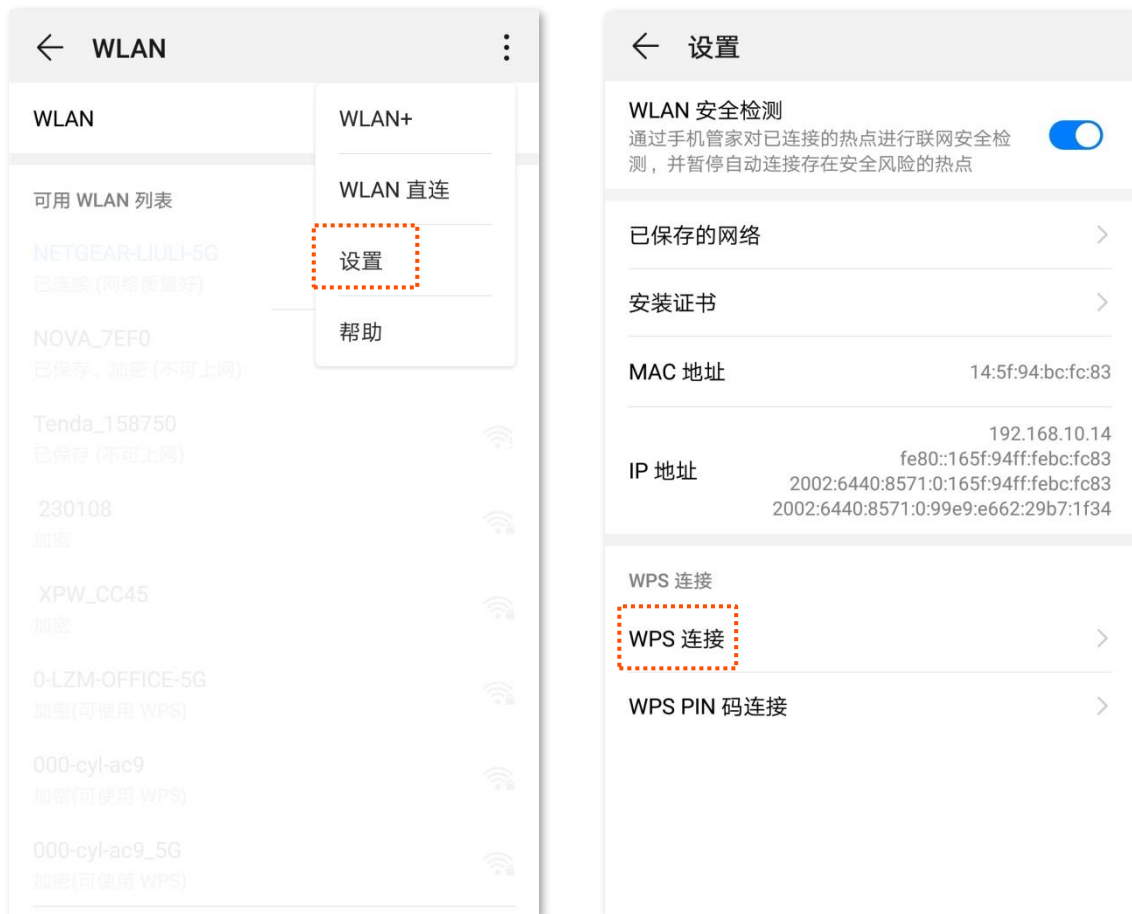 WLAN
WLAN
WLAN+
WLAN 直连
设置
帮助
可用 WLAN 列表
NETGEAR-LIULI-5G
已连接 (网络质量好)
NOVA_7EF0
已保存，加密 (不可上网)
Tenda_158750
已保存 (不可上网)
230108
加密
XPW_CC45
加密
0-LZM-OFFICE-5G
加密(可使用 WPS)
000-cyl-ac9
加密(可使用 WPS)
000-cyl-ac9_5G
加密(可使用 WPS)
设置
WLAN 安全检测
通过手机管家对已连接的热点进行联网安全检
测，并暂停自动连接存在安全风险的热点
已保存的网络
安装证书
MAC 地址 14:5f:94:bc:fc:83
IP 地址
192.168.10.14
fe80::165f:94ff:febc:fc83
2002:6440:8571:0:165f:94ff:febc:fc83
2002:6440:8571:0:99e9:e662:29b7:1f34
WPS 连接
WPS 连接
WPS PIN 码连接